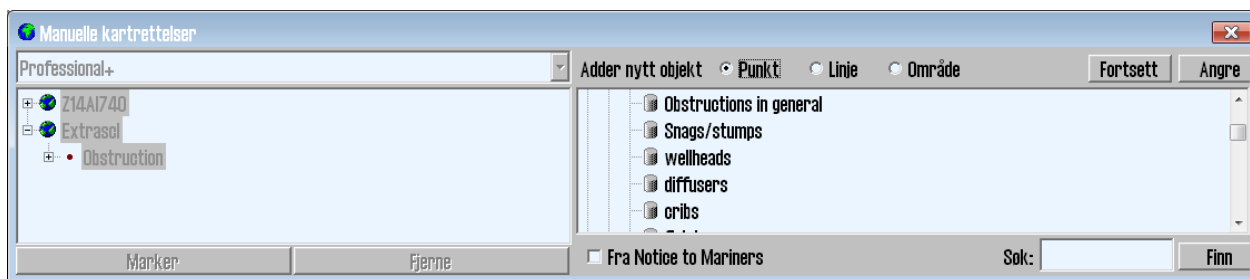 Manuelle kartrettelser
Professional+
Adder nytt objekt Punkt Linje Område Fortsett Angre
Z14AI740
Extrascl
Obstruction
Obstructions in general
Snags/stumps
wellheads
diffusers
cribs
Marker Fjerne
Fra Notice to Mariners Søk: Finn